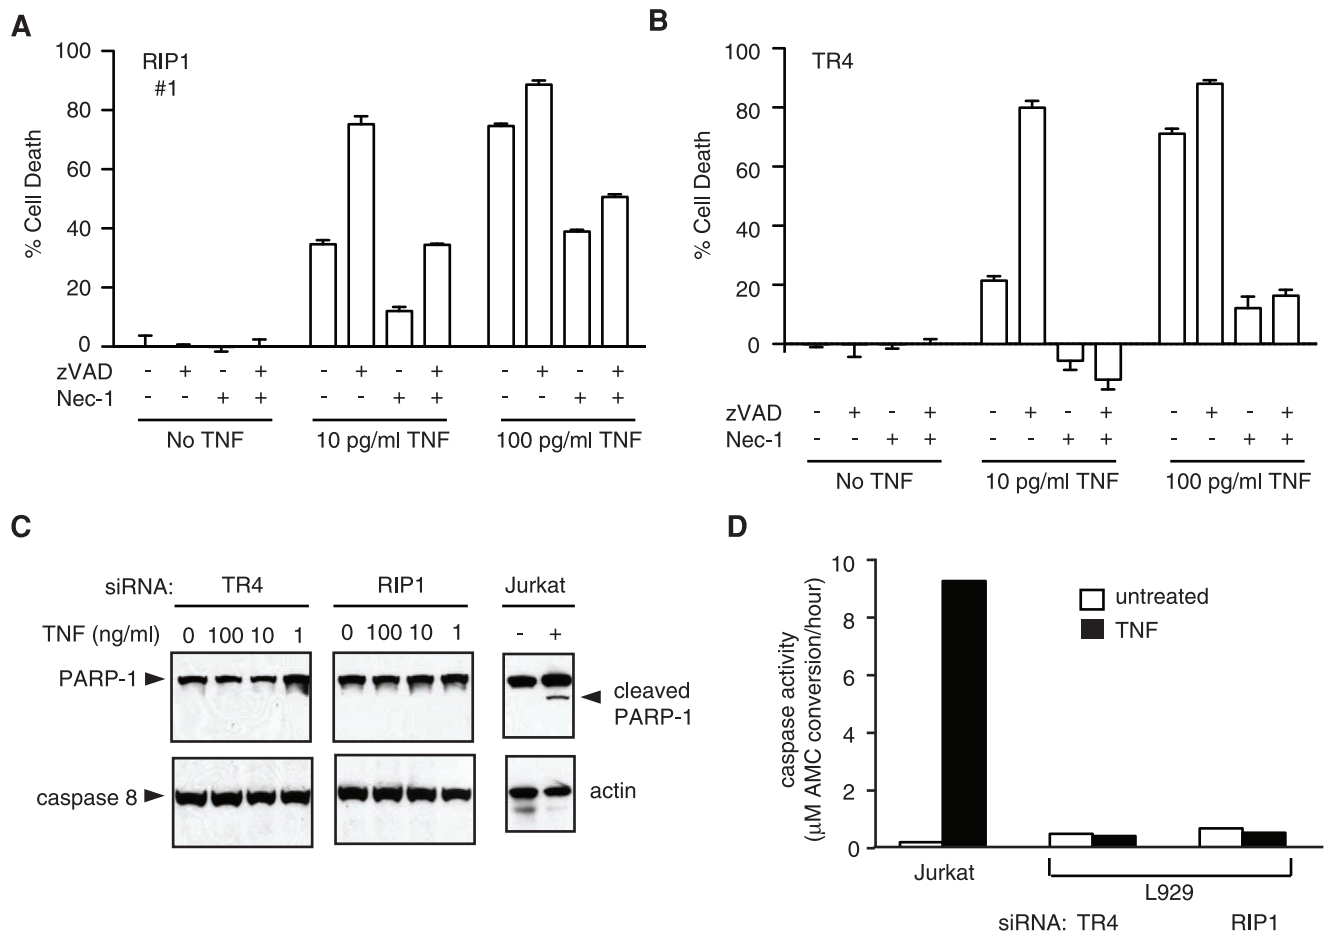 A
RIP1
#1
% Cell Death
100
80
60
40
20
0
zVAD - + - + - + - + - + - +
Nec-1 - - + + - - + + - - + +
No TNF 10 pg/ml TNF 100 pg/ml TNF
B
TR4
% Cell Death
100
80
60
40
20
0
zVAD - + - + - + - + - + - +
Nec-1 - - + + - - + + - - + +
No TNF 10 pg/ml TNF 100 pg/ml TNF
C
siRNA: TR4 RIP1 Jurkat
TNF (ng/ml) 0 100 10 1 0 100 10 1 - +
PARP-1
cleaved
PARP-1
caspase 8
actin
D
caspase activity
(μM AMC conversion/hour)
10
8
6
4
2
0
untreated
TNF
Jurkat
L929
siRNA: TR4 RIP1